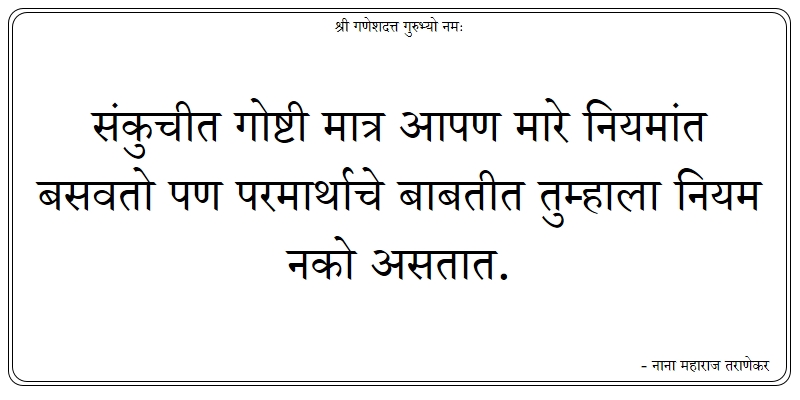 श्री गणेशदत्त गुरुभ्यो नमः
संकुचीत गोष्टी मात्र आपण मारे नियमांत
बसवतो पण परमार्थाचे बाबतीत तुम्हाला नियम
नको असतात.
- नाना महाराज तराणेकर